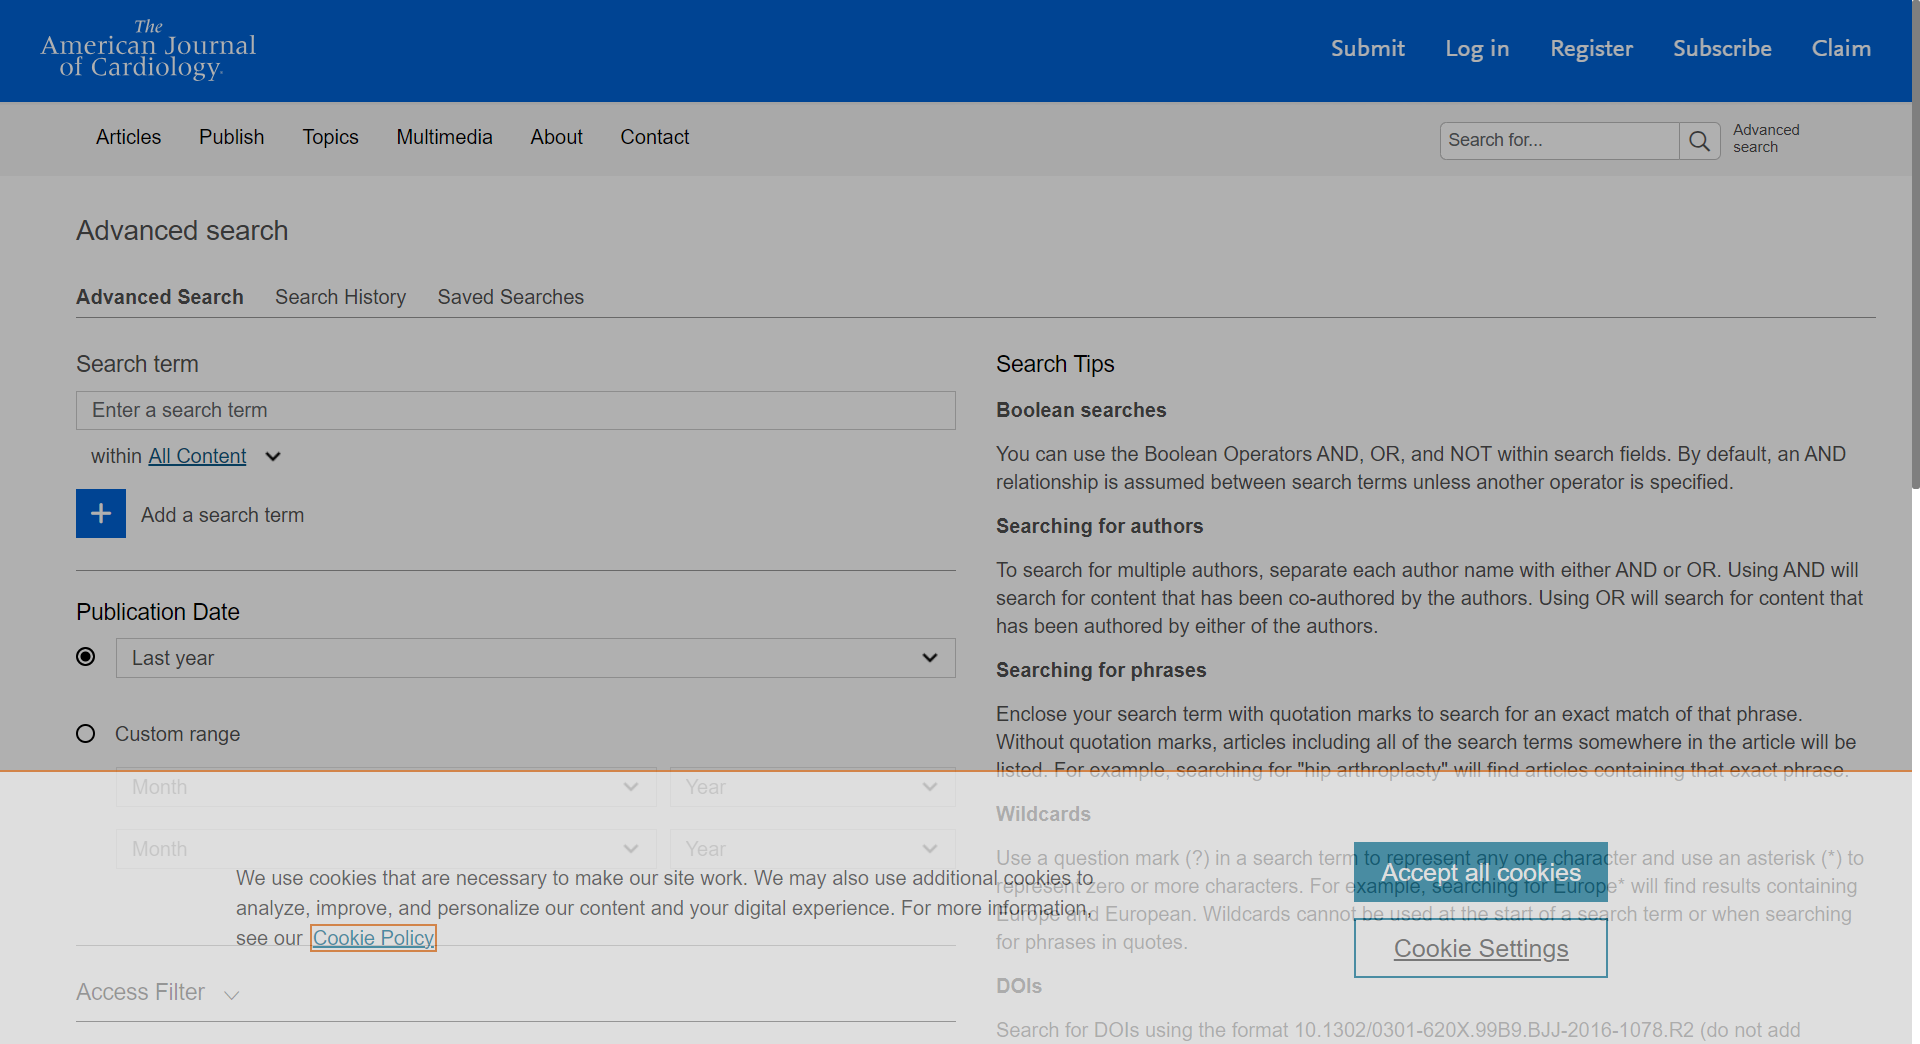 The
American Journal
of Cardiology.
Submit
Log in
Register
Subscribe
Claim
Articles
Publish
Topics
Multimedia
About
Contact
Search for...
Advanced
search
Advanced search
Advanced Search
Search History
Saved Searches
Search term
Enter a search term
within All Content
Add a search term
Publication Date
Last year
Custom range
Month
Year
Month
Year
We use cookies that are necessary to make our site work. We may also use additional cookies to
analyze, improve, and personalize our content and your digital experience. For more information,
see our Cookie Policy
Access Filter
Search Tips
Boolean searches
You can use the Boolean Operators AND, OR, and NOT within search fields. By default, an AND
relationship is assumed between search terms unless another operator is specified.
Searching for authors
To search for multiple authors, separate each author name with either AND or OR. Using AND will
search for content that has been co-authored by the authors. Using OR will search for content that
has been authored by either of the authors.
Searching for phrases
Enclose your search term with quotation marks to search for an exact match of that phrase.
Without quotation marks, articles including all of the search terms somewhere in the article will be
listed. For example, searching for "hip arthroplasty" will find articles containing that exact phrase.
Wildcards
Use a question mark (?) in a search term to represent any one character and use an asterisk (*) to
represent zero or more characters. For example, searching for Europe* will find results containing
Europe and European. Wildcards cannot be used at the start of a search term or when searching
for phrases in quotes.
DOIs
Search for DOIs using the format 10.1302/0301-620X.99B9.BJJ-2016-1078.R2 (do not add
Accept all cookies
Cookie Settings